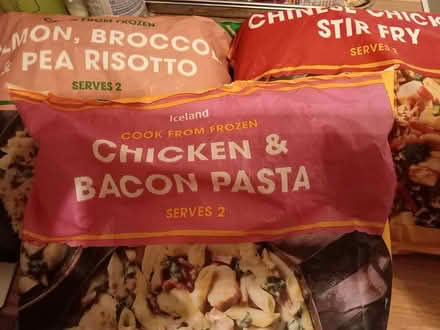 COOK FROM FROZEN
LMON, BROCCOL
& PEA RISOTTO
SERVES 2
CHINESE CHICK
STIR FRY
SERVES 2
Iceland
COOK FROM FROZEN
CHICKEN &
BACON PASTA
SERVES 2